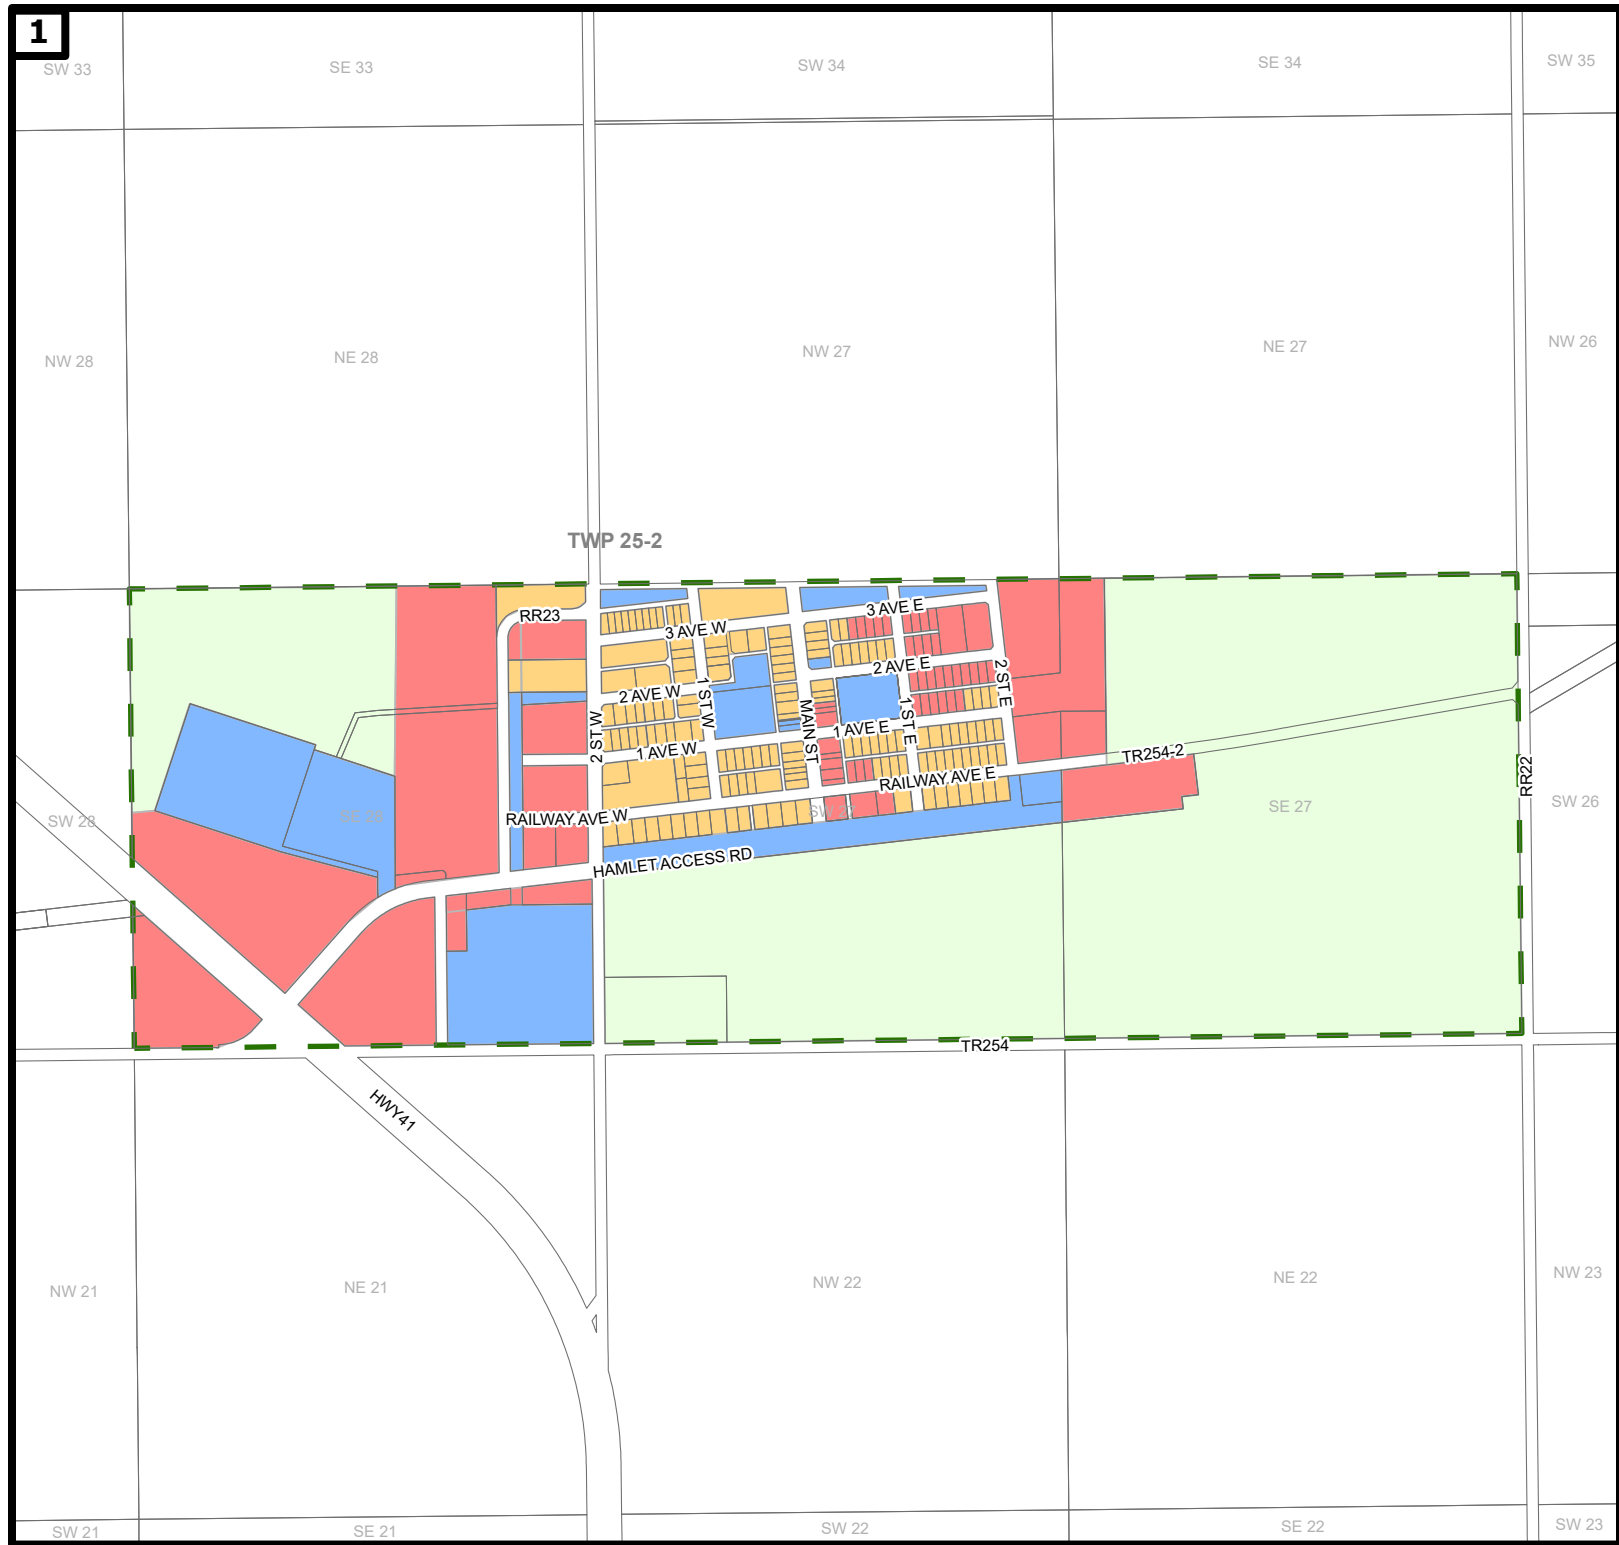 1
SW 33
SE 33
SW 34
SE 34
SW 35
NW 28
NE 28
NW 27
NE 27
NW 26
TWP 25-2
RR23
3 AVE W
3 AVE E
2 AVE W
2 AVE E
1 ST W
2 ST E
2 ST W
MAIN ST
1 ST E
1 AVE W
1 AVE E
TR254-2
RAILWAY AVE E
RR22
SW 28
RAILWAY AVE W
SE 27
SW 26
HAMLET ACCESS RD
TR254
HWY41
NW 21
NE 21
NW 22
NE 22
NW 23
SW 21
SE 21
SW 22
SE 22
SW 23